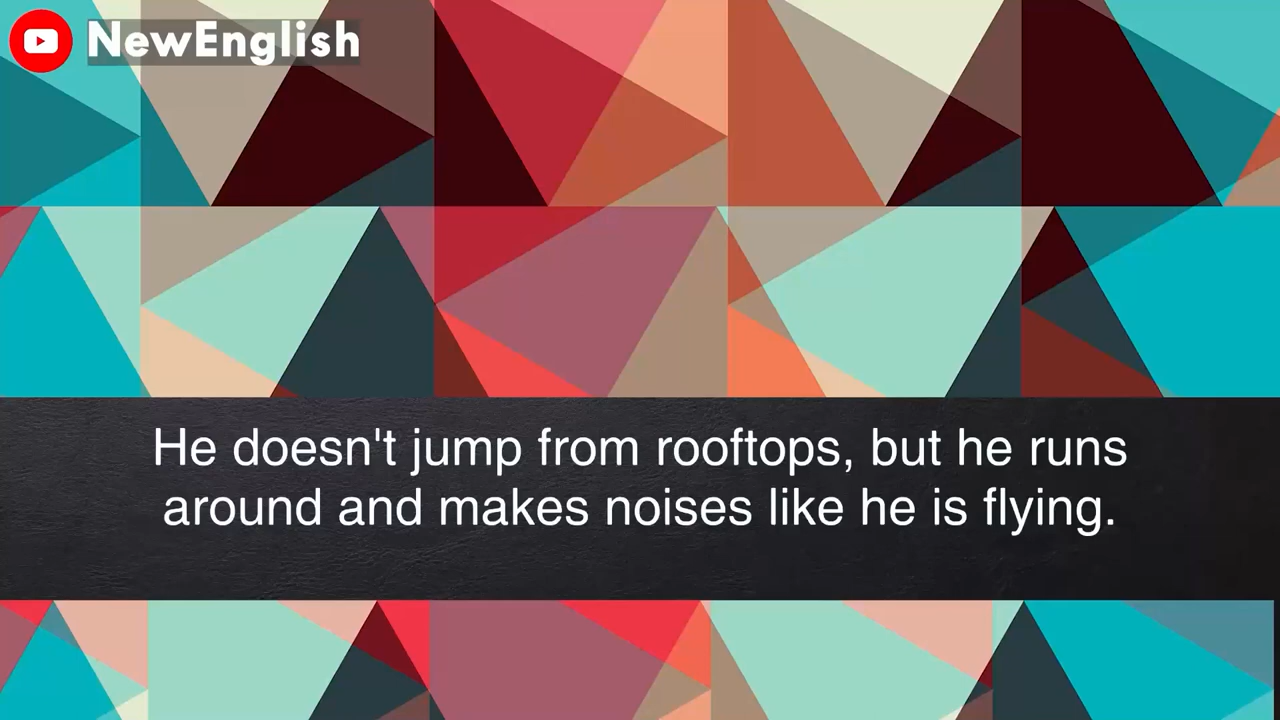 NewEnglish
He doesn't jump from rooftops, but he runs
around and makes noises like he is flying.